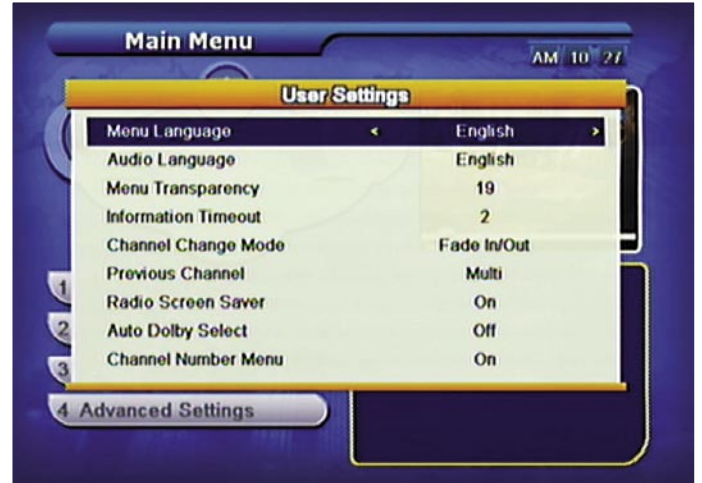 Main Menu
AM 10 27
User Settings
Menu Language < English >
Audio Language English
Menu Transparency 19
Information Timeout 2
Channel Change Mode Fade In/Out
Previous Channel Multi
Radio Screen Saver On
Auto Dolby Select Off
Channel Number Menu On
1
2
3
4 Advanced Settings